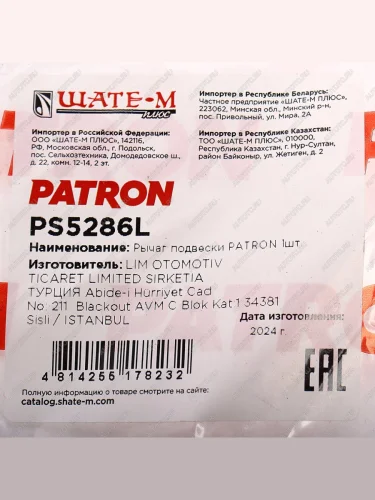 ШАТЕ-М
ПЛЮС
Импортер в Российской Федерации:
ООО «ШАТЕ-М ПЛЮС», 142116,
РФ, Московская область, г. Подольск,
пос. Сельхозтехника, Домодедовское ш.,
д. 22, комн. 12-14, 2 эт.
Импортер в Республике Беларусь:
Частное предприятие «ШАТЕ-М ПЛЮС»,
223062, Минская обл., Минский р-н,
пос. Привольный, ул. Мира, 2А
Импортер в Республике Казахстан:
ТОО «ШАТЕ-М ПЛЮС», 010000,
Республика Казахстан, г. Нур-Султан,
район Байконыр, ул. Жетиген, д. 2
PATRON
PS5286L
Наименование: Рычаг подвески PATRON 1шт
Изготовитель: LIM OTOMOTIV
TICARET LIMITED SIRKETIA
ТУРЦИЯ Abide-i Hurriyet Cad
No: 211 Blackout AVM C Blok Kat 1 34381
Sisli / ISTANBUL
Дата изготовления:
2024 г.
4 814255 178232
EAC
Полную информацию о товаре смотрите на сайте:
catalog.shate-m.com